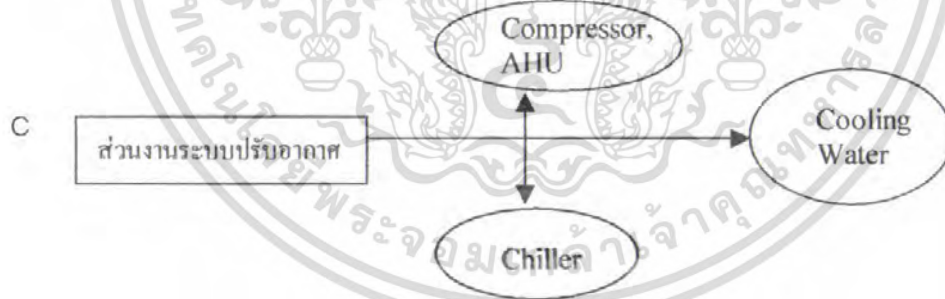 Compressor,
AHU
C
ส่วนงานระบบปรับอากาศ
Cooling
Water
Chiller